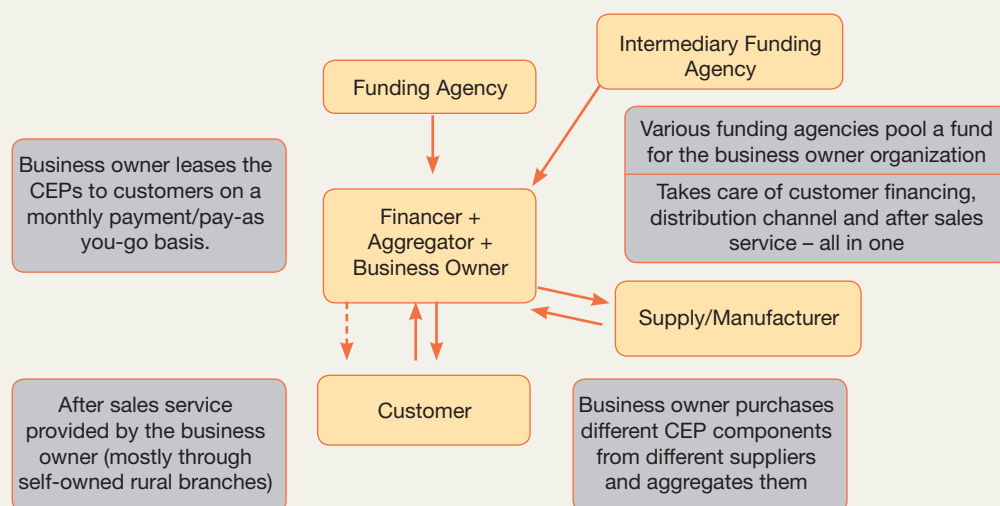 Intermediary Funding
Agency
Funding Agency
Various funding agencies pool a fund
for the business owner organization
Takes care of customer financing,
distribution channel and after sales
service – all in one
Business owner leases the
CEPs to customers on a
monthly payment/pay-as
you-go basis.
Financer +
Aggregator +
Business Owner
Supply/Manufacturer
After sales service
provided by the business
owner (mostly through
self-owned rural branches)
Customer
Business owner purchases
different CEP components
from different suppliers
and aggregates them